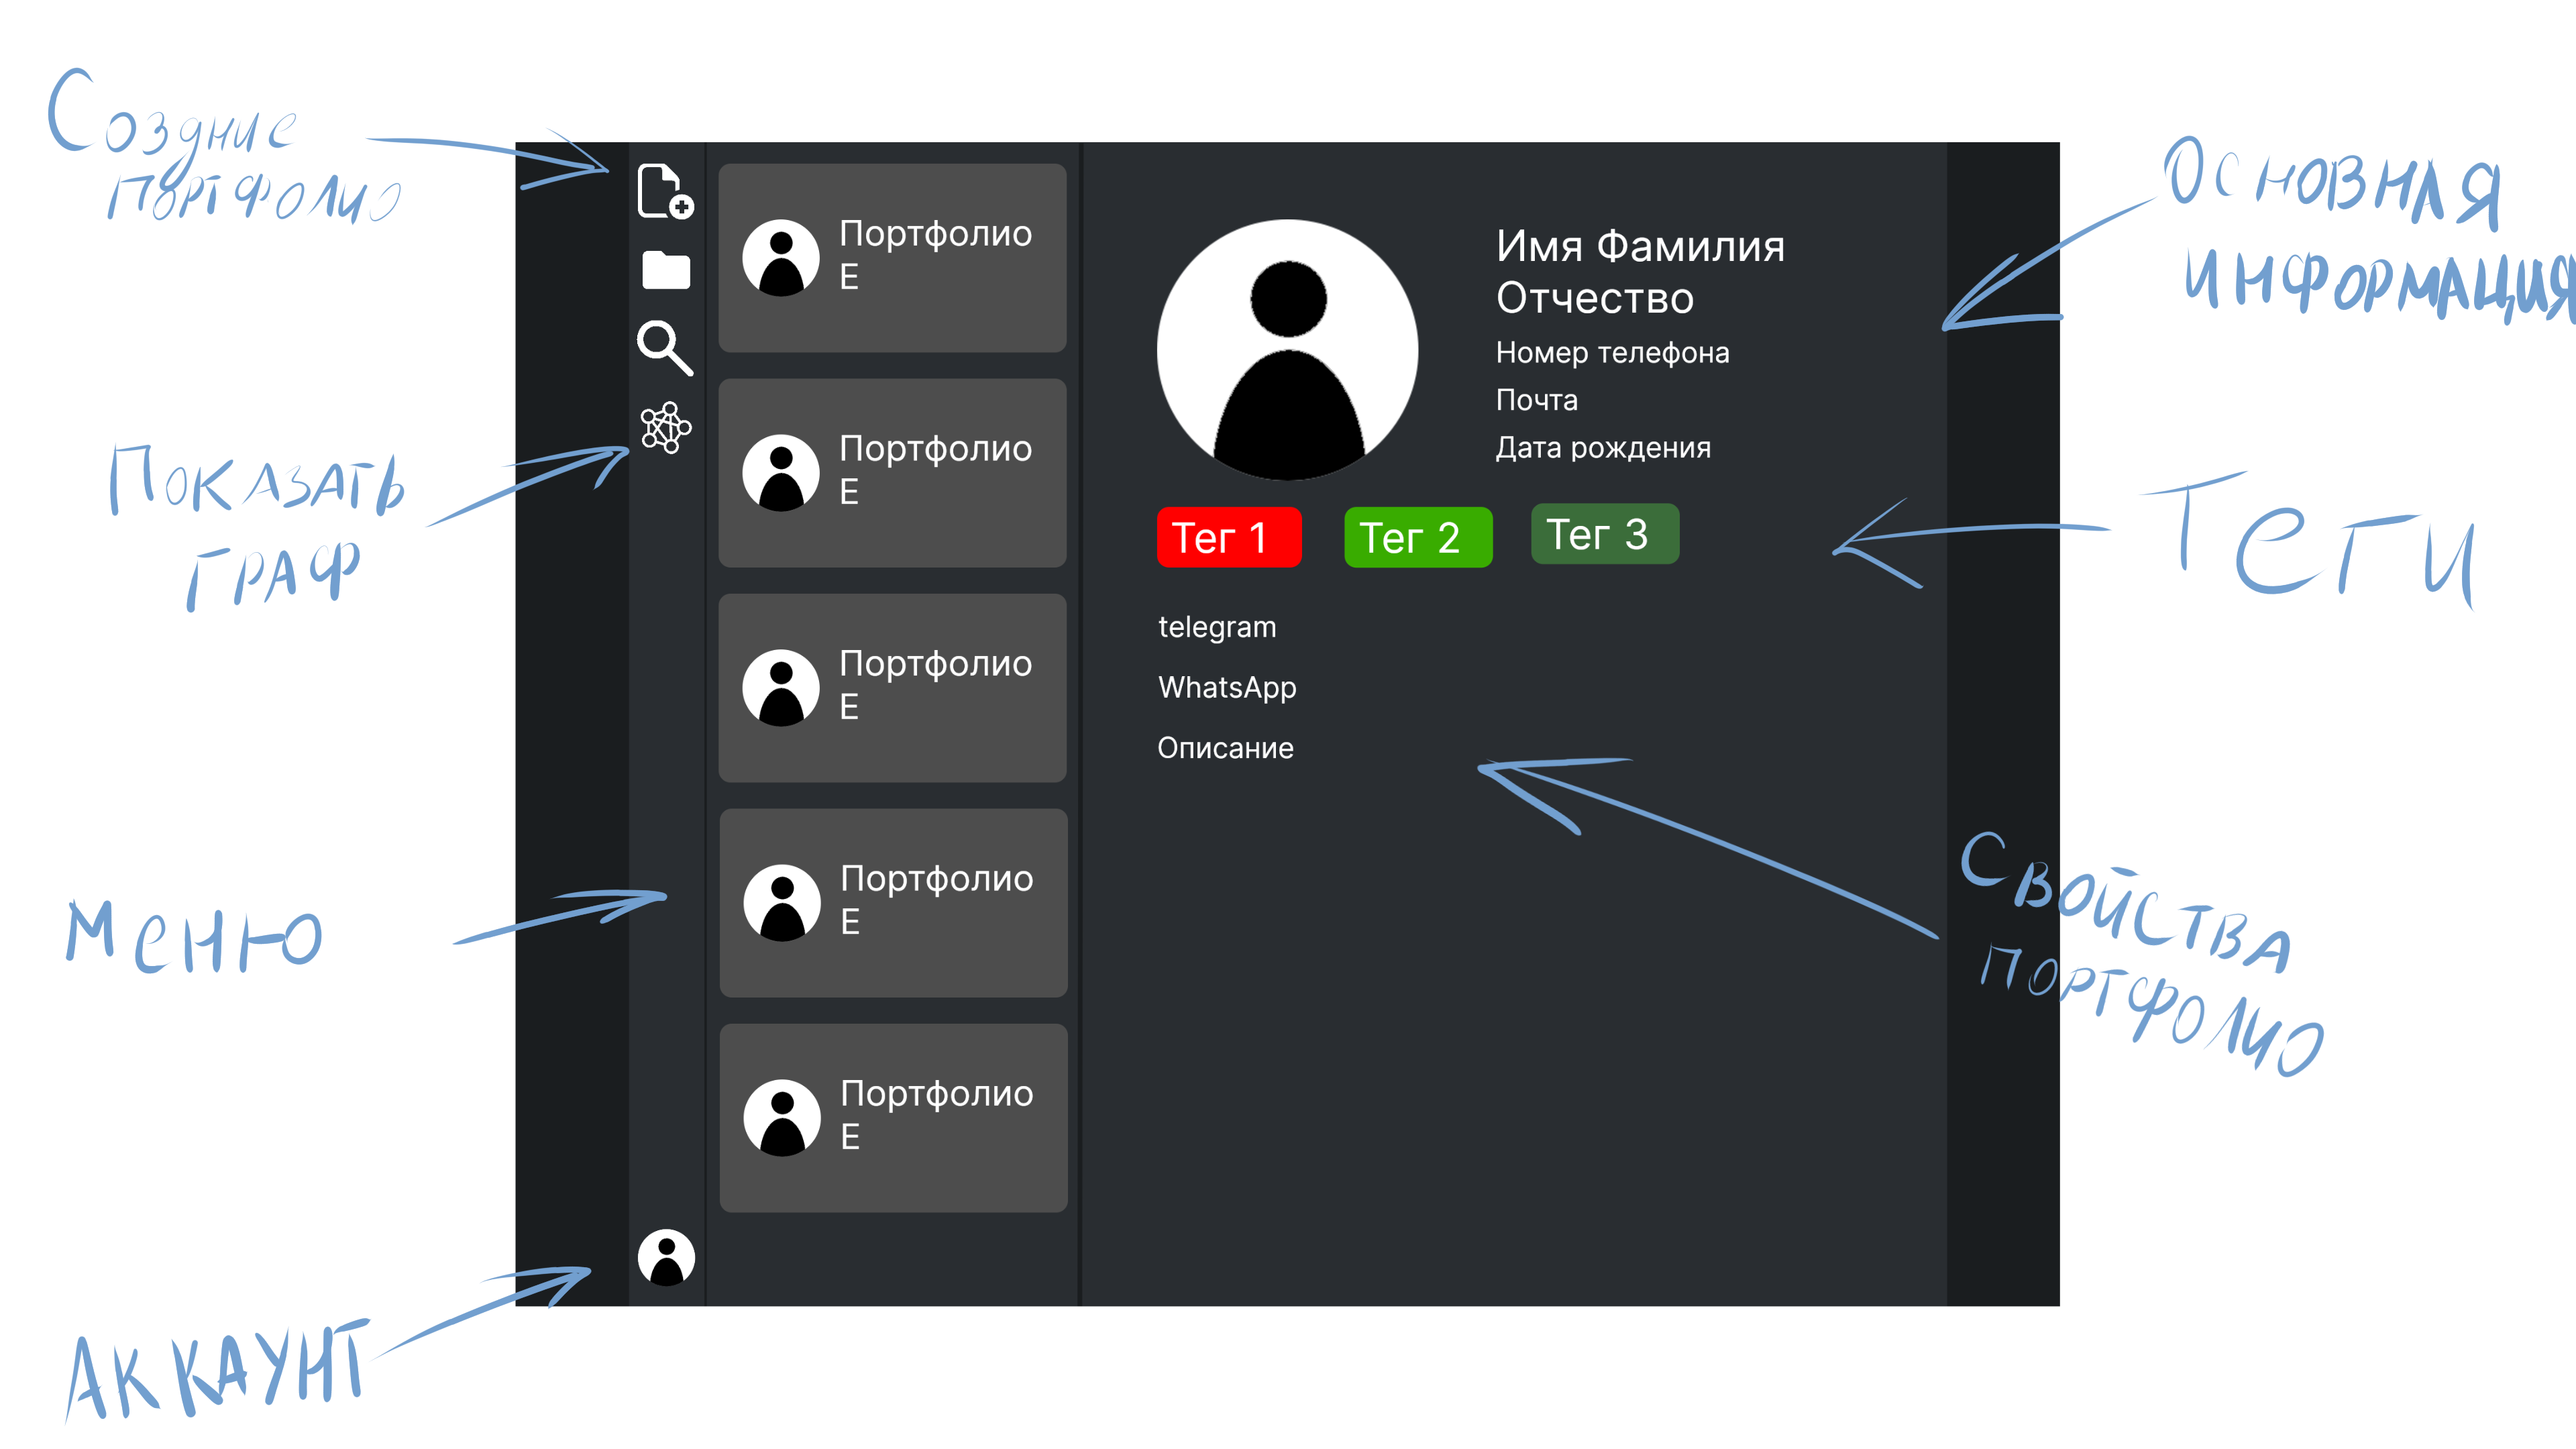 Создние
портфолио
Показать
граф
Меню
Аккаунт
Портфолио
Е
Портфолио
Е
Портфолио
Е
Портфолио
Е
Портфолио
Е
Имя Фамилия
Отчество
Номер телефона
Почта
Дата рождения
Тег 1 Тег 2 Тег 3
telegram
WhatsApp
Описание
Основная
информация
Теги
Свойства
портфолио